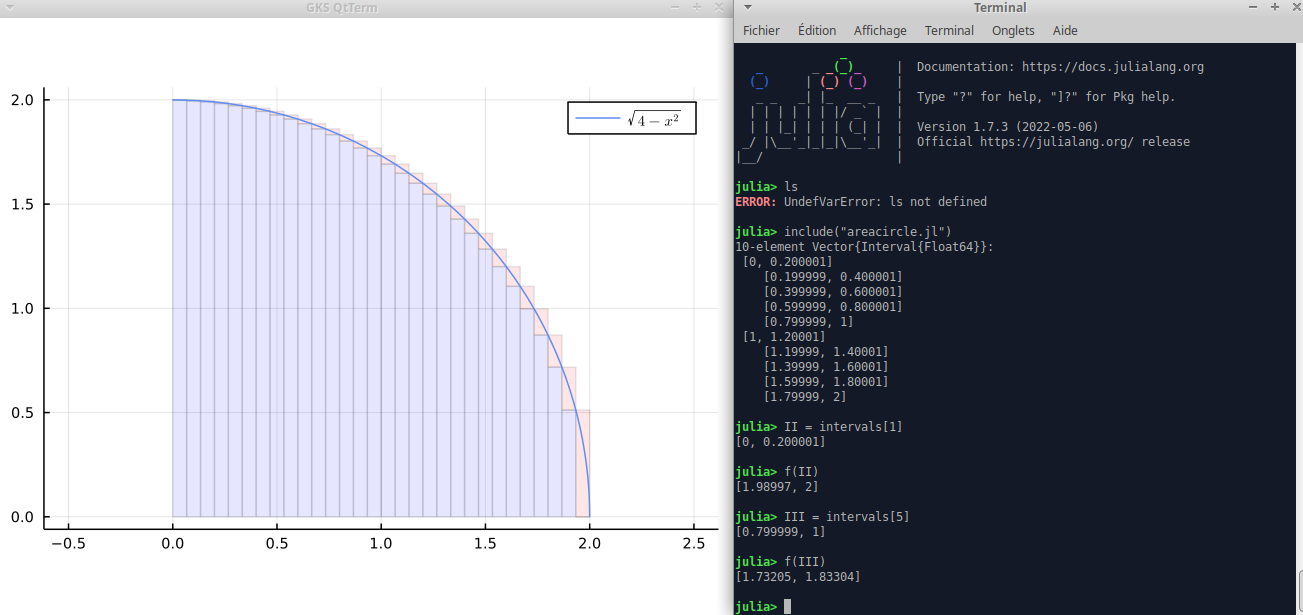 GKS QtTerm
2.0
1.5
1.0
0.5
0.0
−0.5
0.0
0.5
1.0
1.5
2.0
2.5
√4 − x²
Terminal
Fichier Édition Affichage Terminal Onglets Aide
Documentation: https://docs.julialang.org
Type "?" for help, "]?" for Pkg help.
Version 1.7.3 (2022-05-06)
Official https://julialang.org/ release
julia> ls
ERROR: UndefVarError: ls not defined
julia> include("areacircle.jl")
10-element Vector{Interval{Float64}}:
[0, 0.200001]
[0.199999, 0.400001]
[0.399999, 0.600001]
[0.599999, 0.800001]
[0.799999, 1]
[1, 1.20001]
[1.19999, 1.40001]
[1.39999, 1.60001]
[1.59999, 1.80001]
[1.79999, 2]
julia> II = intervals[1]
[0, 0.200001]
julia> f(II)
[1.98997, 2]
julia> III = intervals[5]
[0.799999, 1]
julia> f(III)
[1.73205, 1.83304]
julia>